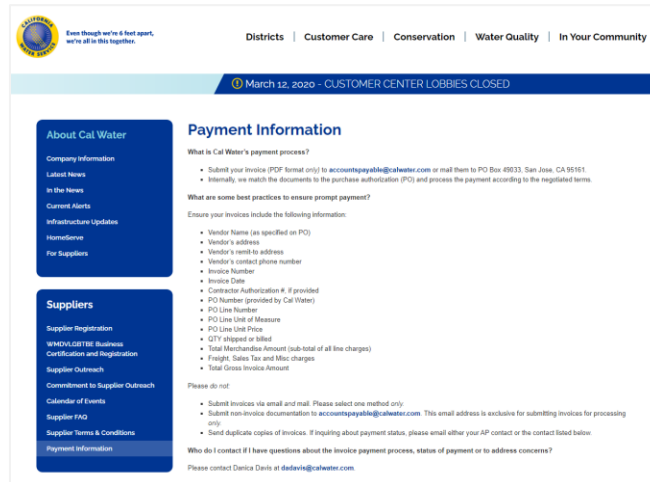 CALIFORNIA
WATER SERVICE
Even though we're 6 feet apart,
we're all in this together.
Districts | Customer Care | Conservation | Water Quality | In Your Community
March 12, 2020 - CUSTOMER CENTER LOBBIES CLOSED
About Cal Water
Company Information
Latest News
In the News
Current Alerts
Infrastructure Updates
HomeServe
For Suppliers
Suppliers
Supplier Registration
WMDVLGBTBE Business
Certification and Registration
Supplier Outreach
Commitment to Supplier Outreach
Calendar of Events
Supplier FAQ
Supplier Terms & Conditions
Payment Information
Payment Information
What is Cal Water's payment process?
Submit your invoice (PDF format only) to accountspayable@calwater.com or mail them to PO Box 49033, San Jose, CA 95161.
Internally, we match the documents to the purchase authorization (PO) and process the payment according to the negotiated terms.
What are some best practices to ensure prompt payment?
Ensure your invoices include the following information:
Vendor Name (as specified on PO)
Vendor's address
Vendor's remit-to address
Vendor's contact phone number
Invoice Number
Invoice Date
Contractor Authorization #, if provided
PO Number (provided by Cal Water)
PO Line Number
PO Line Unit of Measure
PO Line Unit Price
QTY shipped or billed
Total Merchandise Amount (sub-total of all line charges)
Freight, Sales Tax and Misc charges
Total Gross Invoice Amount
Please do not:
Submit invoices via email and mail. Please select one method only.
Submit non-invoice documentation to accountspayable@calwater.com. This email address is exclusive for submitting invoices for processing
only.
Send duplicate copies of invoices. If inquiring about payment status, please email either your AP contact or the contact listed below.
Who do I contact if I have questions about the invoice payment process, status of payment or to address concerns?
Please contact Danica Davis at dadavis@calwater.com.